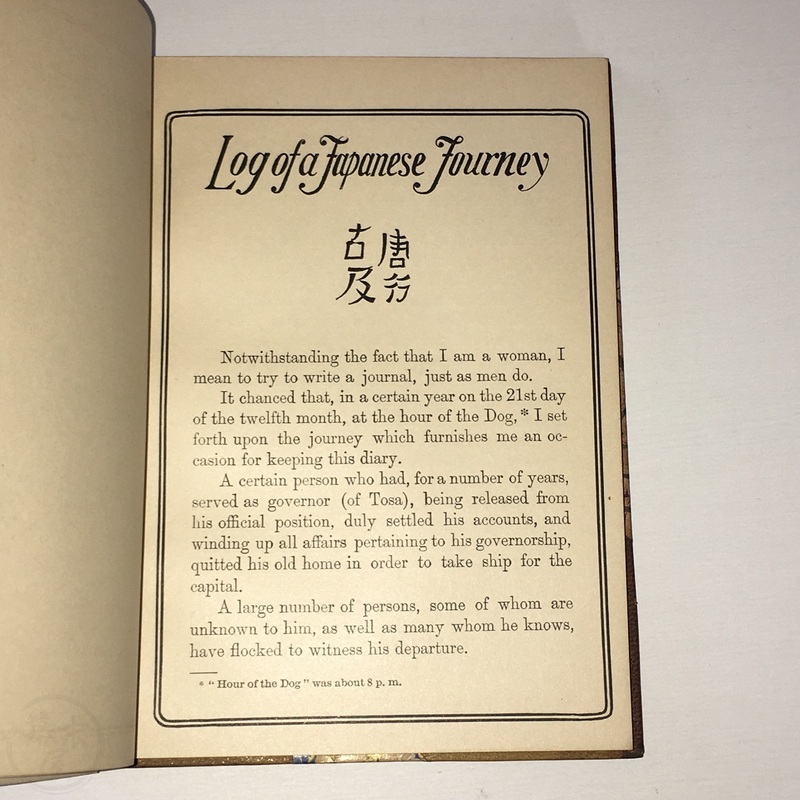 Log of a Japanese Journey
唐行
古及
Notwithstanding the fact that I am a woman, I
mean to try to write a journal, just as men do.
It chanced that, in a certain year on the 21st day
of the twelfth month, at the hour of the Dog,* I set
forth upon the journey which furnishes me an oc-
casion for keeping this diary.
A certain person who had, for a number of years,
served as governor (of Tosa), being released from
his official position, duly settled his accounts, and
winding up all affairs pertaining to his governorship,
quitted his old home in order to take ship for the
capital.
A large number of persons, some of whom are
unknown to him, as well as many whom he knows,
have flocked to witness his departure.
* "Hour of the Dog" was about 8 p. m.